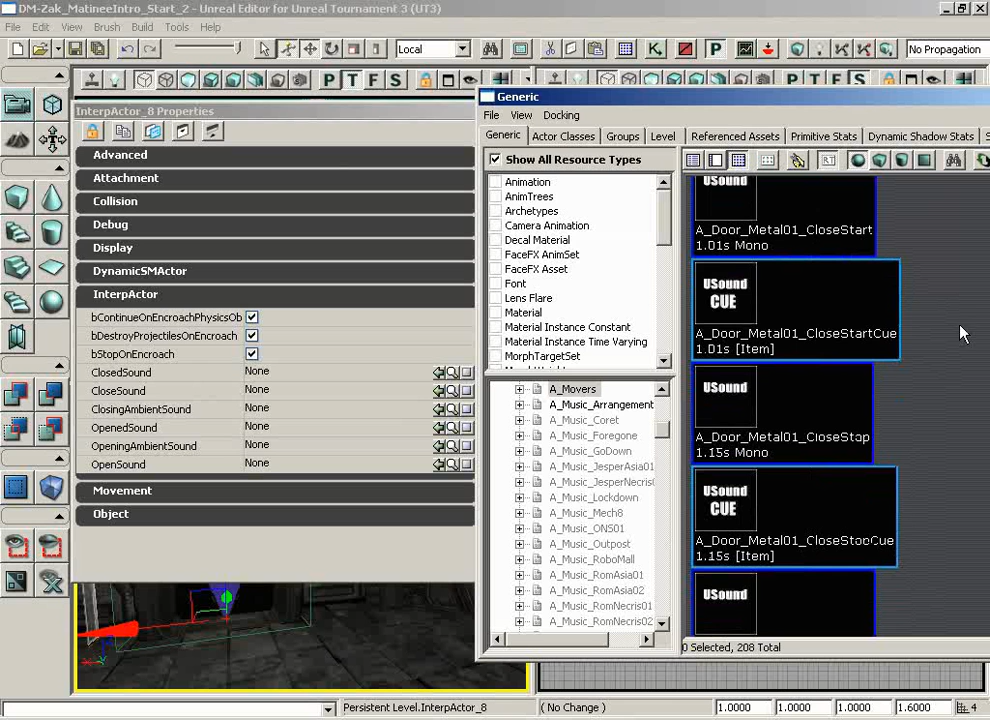 DM-Zak_MatineeIntro_Start_2 - Unreal Editor for Unreal Tournament 3 (UT3)
File Edit View Brush Build Tools Help
Local
No Propagation
P T F S
InterpActor_8 Properties
Advanced
Attachment
Collision
Debug
Display
DynamicSMActor
InterpActor
bContinueOnEncroachPhysicsOb
bDestroyProjectilesOnEncroach
bStopOnEncroach
ClosedSound None
CloseSound None
ClosingAmbientSound None
OpenedSound None
OpeningAmbientSound None
OpenSound None
Movement
Object
Generic
File View Docking
Generic Actor Classes Groups Level Referenced Assets Primitive Stats Dynamic Shadow Stats
Show All Resource Types
Animation
AnimTrees
Archetypes
Camera Animation
Decal Material
FaceFX AnimSet
FaceFX Asset
Font
Lens Flare
Material
Material Instance Constant
Material Instance Time Varying
MorphTargetSet
A_Movers
A_Music_Arrangement
A_Music_Coret
A_Music_Foregone
A_Music_GoDown
A_Music_JesperAsia01
A_Music_JesperNecris
A_Music_Lockdown
A_Music_Mech8
A_Music_ONS01
A_Music_Outpost
A_Music_RoboMall
A_Music_RomAsia01
A_Music_RomAsia02
A_Music_RomNecris01
A_Music_RomNecris02
USound
A_Door_Metal01_CloseStart
1.01s Mono
USound
CUE
A_Door_Metal01_CloseStartCue
1.01s [Item]
USound
A_Door_Metal01_CloseStop
1.15s Mono
USound
CUE
A_Door_Metal01_CloseStopCue
1.15s [Item]
USound
0 Selected, 208 Total
Persistent Level.InterpActor_8 (No Change) 1.0000 1.0000 1.0000 1.6000 4